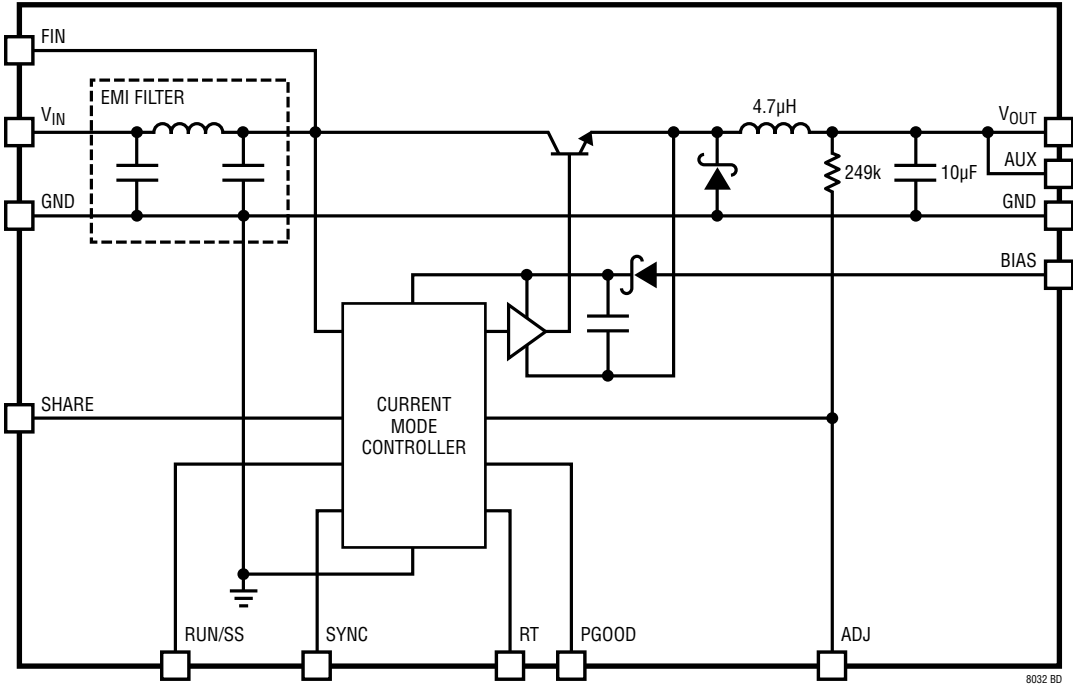 FIN
EMI FILTER
VIN
GND
4.7µH
249k
10µF
VOUT
AUX
GND
BIAS
SHARE
CURRENT
MODE
CONTROLLER
RUN/SS
SYNC
RT
PGOOD
ADJ
8032 BD